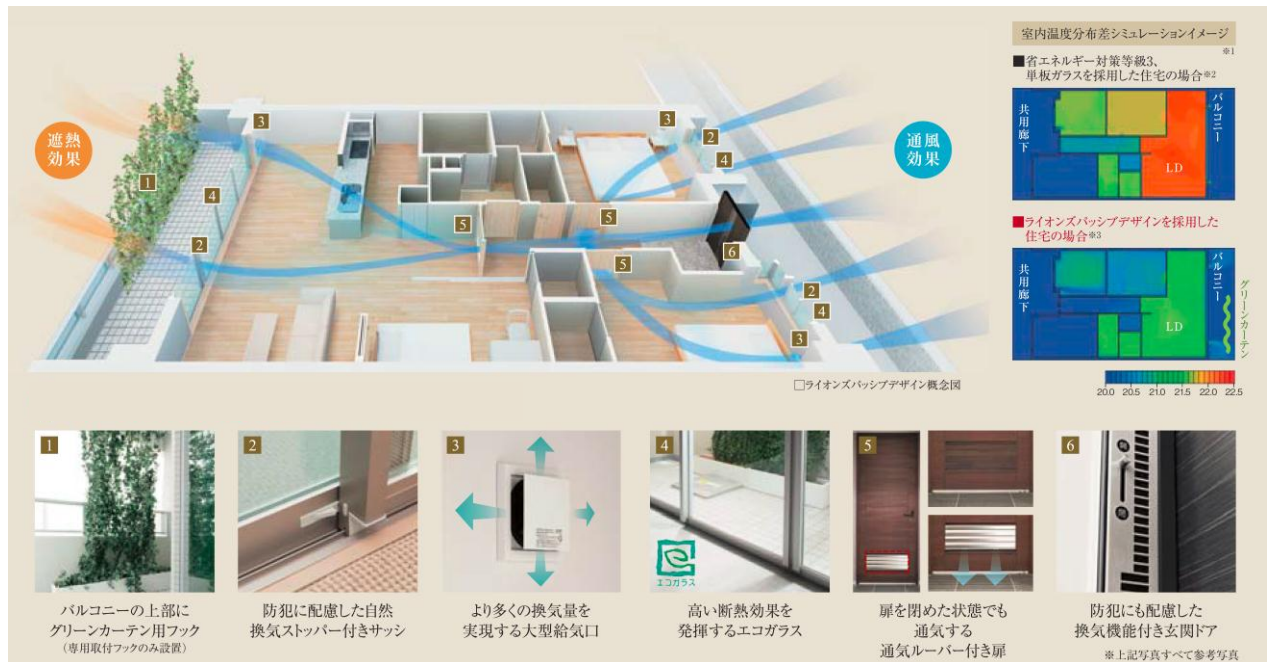 遮熱
効果
通風
効果
1
2
3
4
5
5
5
6
3
2
4
2
4
3
□ライオンズパッシブデザイン概念図
室内温度分布差シミュレーションイメージ
※1
■省エネルギー対策等級3、
単板ガラスを採用した住宅の場合※2
共用廊下
バルコニー
LD
■ライオンズパッシブデザインを採用した
住宅の場合※3
共用廊下
バルコニー
グリーンカーテン
LD
20.0 20.5 21.0 21.5 22.0 22.5
1
バルコニーの上部に
グリーンカーテン用フック
(専用取付フックのみ設置)
2
防犯に配慮した自然
換気ストッパー付きサッシ
3
より多くの換気量を
実現する大型給気口
4
エコガラス
高い断熱効果を
発揮するエコガラス
5
扉を閉めた状態でも
通気する
通気ルーバー付き扉
6
防犯にも配慮した
換気機能付き玄関ドア
※上記写真すべて参考写真